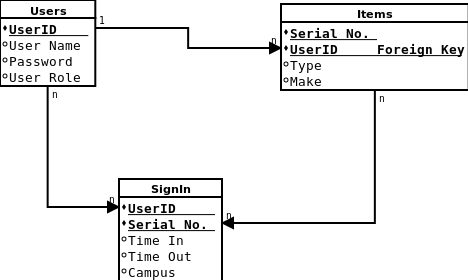 Users
UserID
User Name
Password
User Role
1
n
Items
Serial No.
UserID Foreign Key
Type
Make
n
n
n
n
SignIn
UserID
Serial No.
Time In
Time Out
Campus